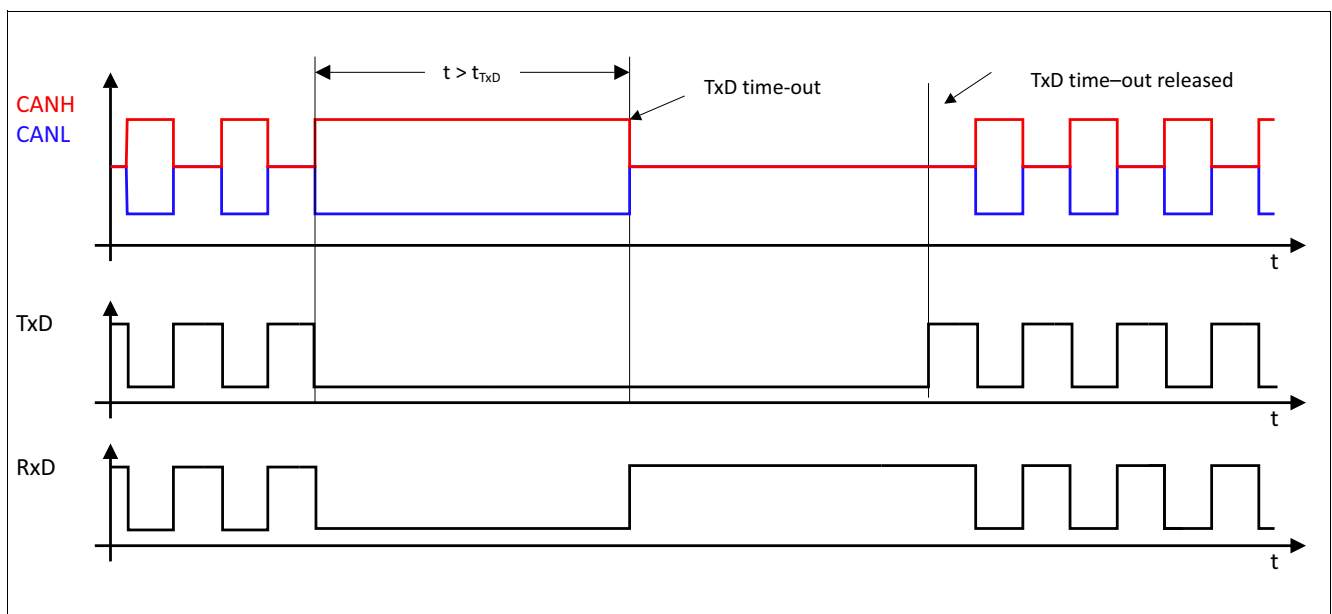 t > tTxD
TxD time-out
TxD time–out released
CANH
CANL
t
TxD
t
RxD
t